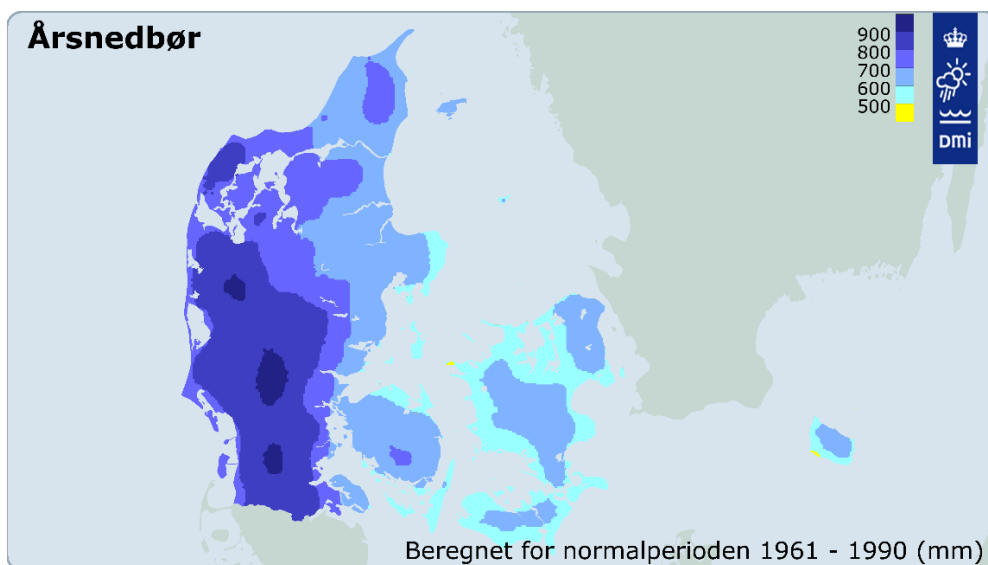 Årsnedbør
900
800
700
600
500
DMi
Beregnet for normalperioden 1961 - 1990 (mm)